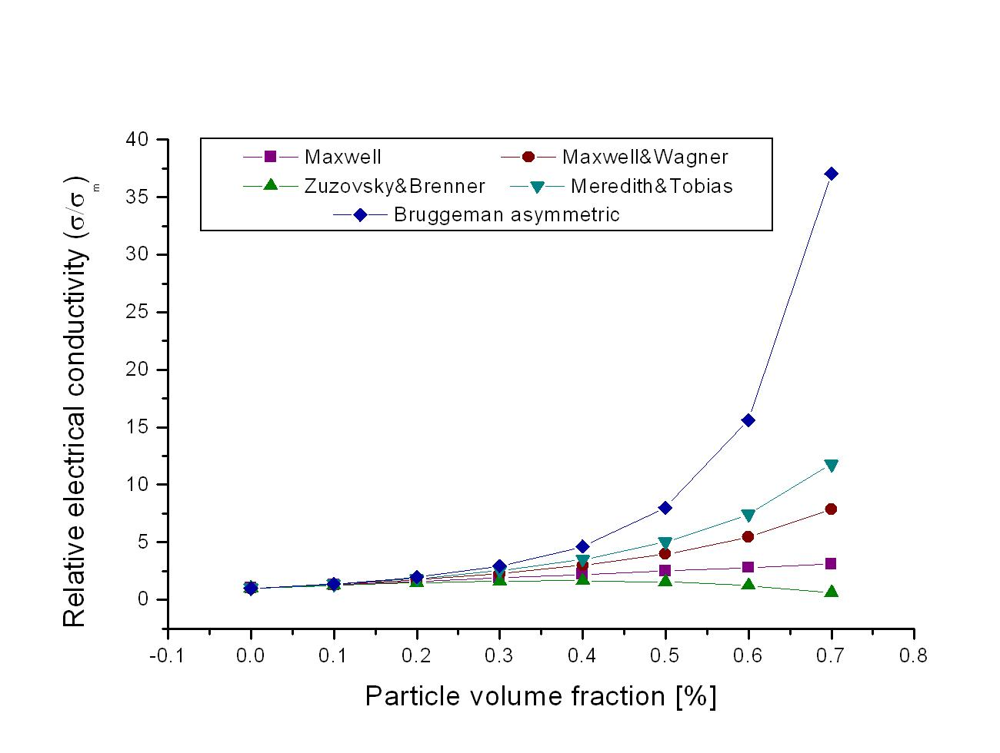 40
35
30
25
20
15
10
5
0
Relative electrical conductivity (σ/σm)
Maxwell
Maxwell&Wagner
Zuzovsky&Brenner
Meredith&Tobias
Bruggeman asymmetric
-0.1 0.0 0.1 0.2 0.3 0.4 0.5 0.6 0.7 0.8
Particle volume fraction [%]